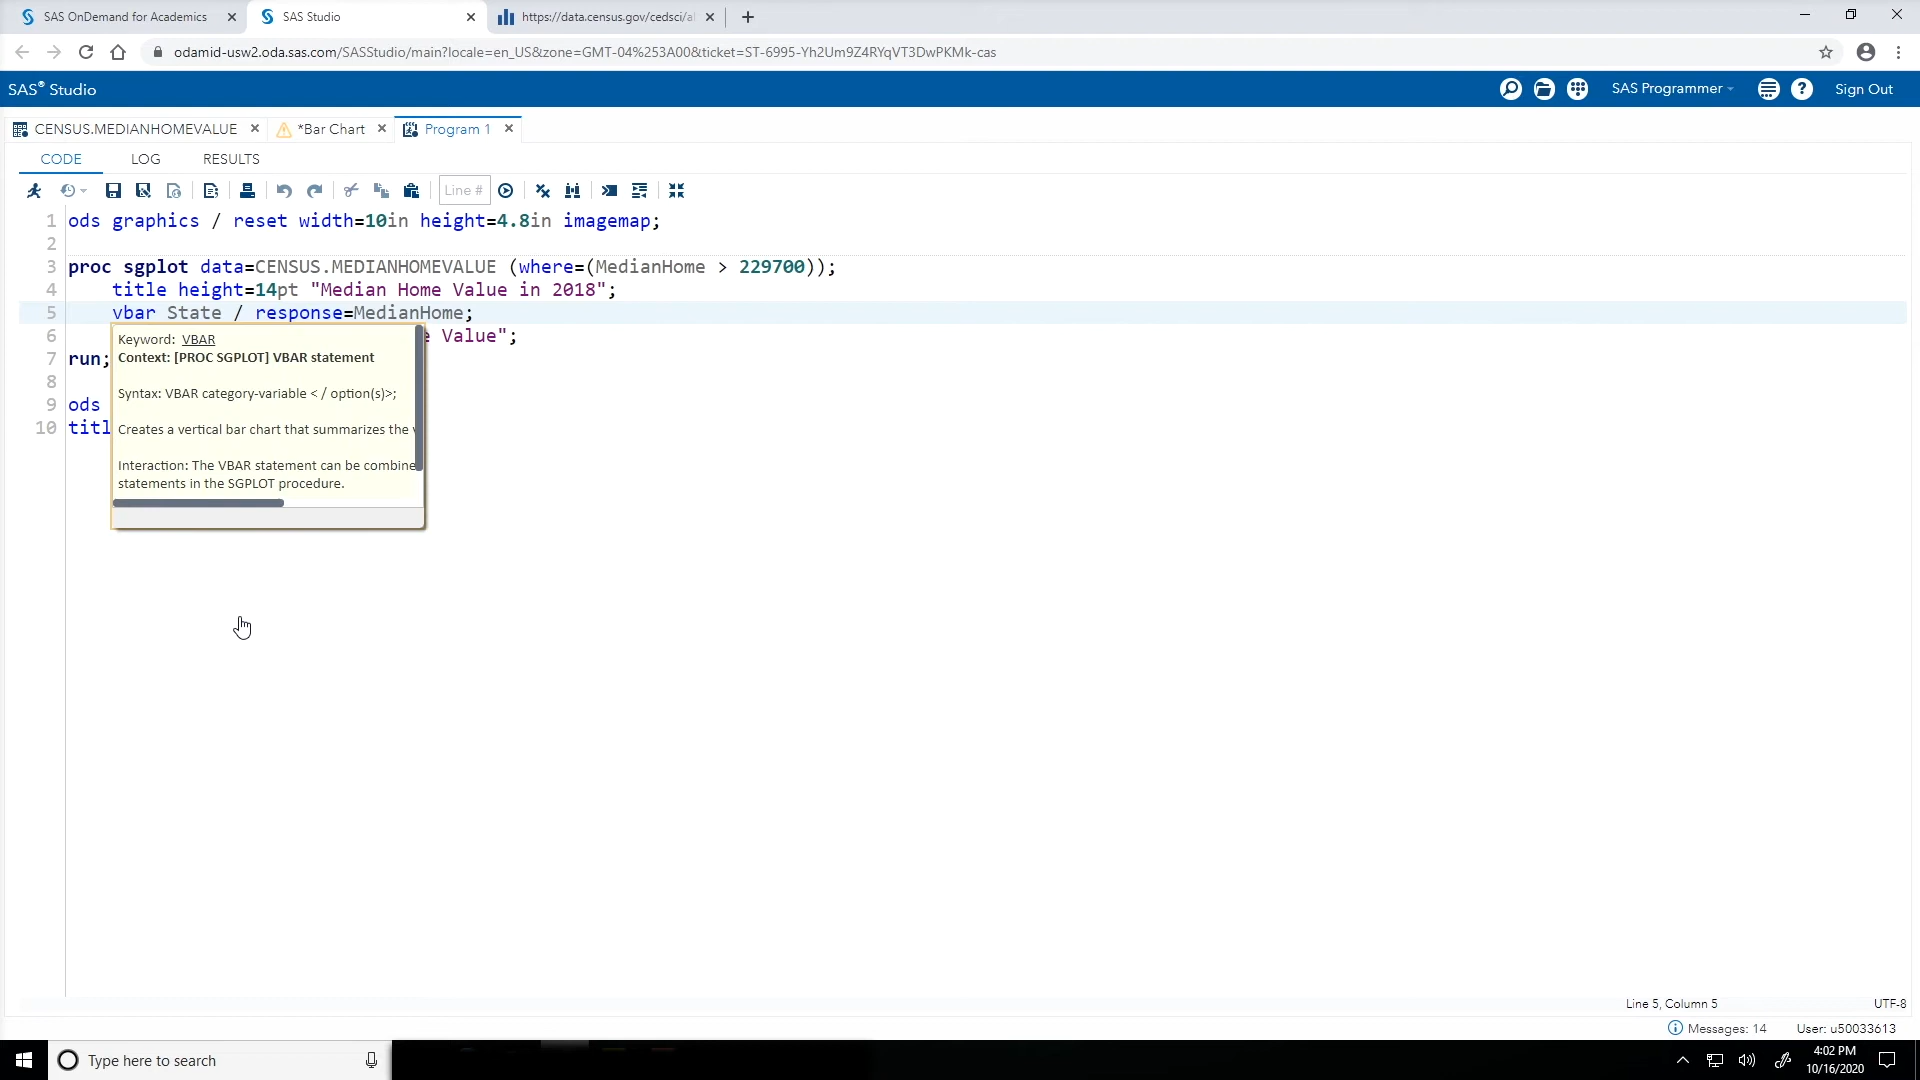 SAS OnDemand for Academics
SAS Studio
https://data.census.gov/cedsci/al
odamid-usw2.oda.sas.com/SASStudio/main?locale=en_US&zone=GMT-04%253A00&ticket=ST-6995-Yh2Um9Z4RYqVT3DwPKMk-cas
SAS® Studio
SAS Programmer
Sign Out
CENSUS.MEDIANHOMEVALUE
*Bar Chart
Program 1
CODE LOG RESULTS
Line #
1 ods graphics / reset width=10in height=4.8in imagemap;
2
3 proc sgplot data=CENSUS.MEDIANHOMEVALUE (where=(MedianHome > 229700));
4 title height=14pt "Median Home Value in 2018";
5 vbar State / response=MedianHome;
6 Value";
7 run;
8
9 ods
10 titl
Keyword: VBAR
Context: [PROC SGPLOT] VBAR statement
Syntax: VBAR category-variable < / option(s)>;
Creates a vertical bar chart that summarizes the
Interaction: The VBAR statement can be combine
statements in the SGPLOT procedure.
Line 5, Column 5
UTF-8
Messages: 14
User: u50033613
Type here to search
4:02 PM
10/16/2020